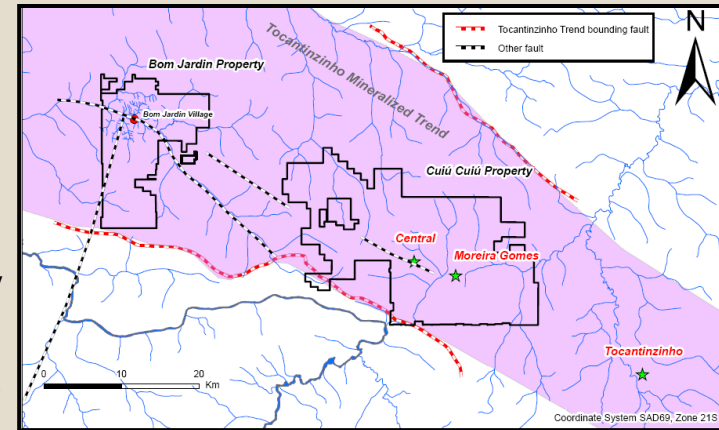 Tocantinzinho Trend bounding fault
Other fault
N
Bom Jardin Property
Tocantinzinho Mineralized Trend
Bom Jardin Village
Cuiú Cuiú Property
Central
Moreira Gomes
Tocantinzinho
0 10 20
Km
Coordinate System SAD69, Zone 21S